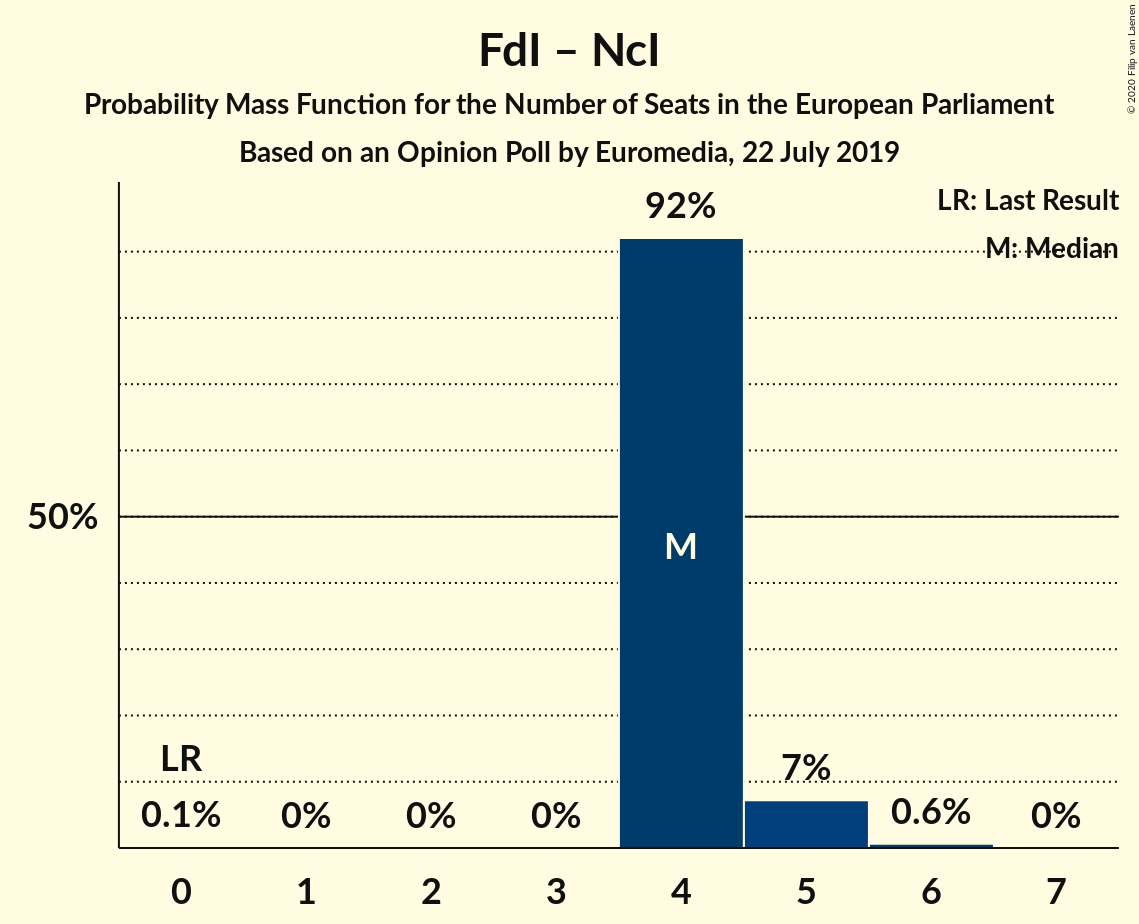 FdI – NcI
Probability Mass Function for the Number of Seats in the European Parliament
Based on an Opinion Poll by Euromedia, 22 July 2019
© 2020 Filip van Laenen
LR: Last Result
M: Median
92%
50%
M
LR
7%
0.1%
0%
0%
0%
0.6%
0%
0
1
2
3
4
5
6
7